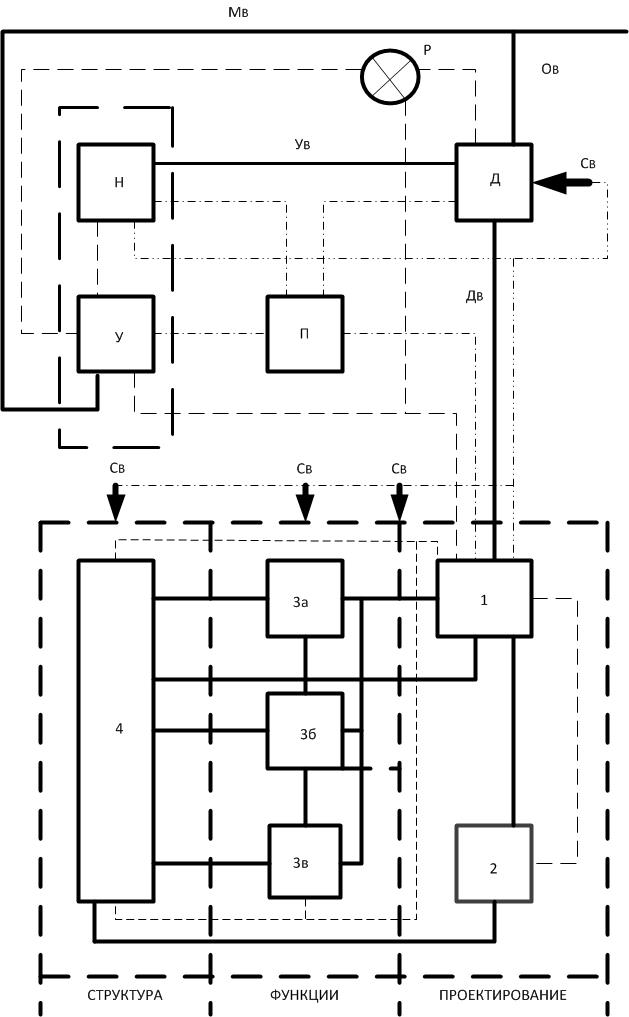 Мв
Р
Ов
Ув
Св
Н
Д
Дв
У
П
Св
Св
Св
3а
1
4
3б
3в
2
СТРУКТУРА
ФУНКЦИИ
ПРОЕКТИРОВАНИЕ